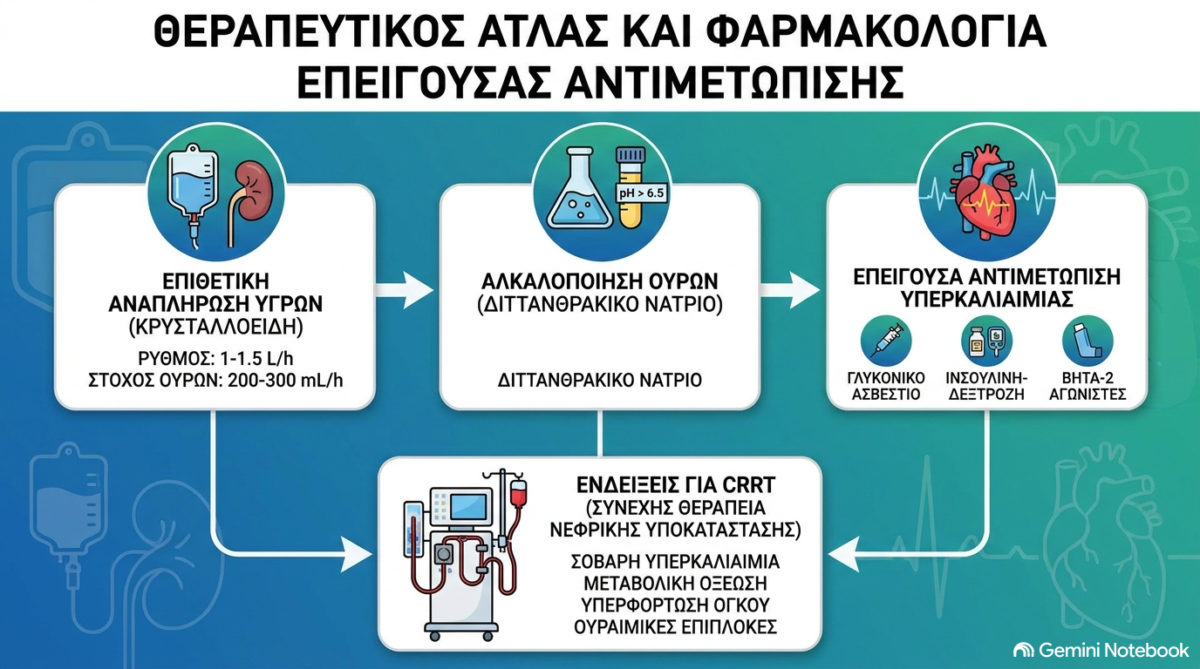 ΘΕΡΑΠΕΥΤΙΚΟΣ ΑΤΛΑΣ ΚΑΙ ΦΑΡΜΑΚΟΛΟΓΙΑ
ΕΠΕΙΓΟΥΣΑΣ ΑΝΤΙΜΕΤΩΠΙΣΗΣ
ΕΠΙΘΕΤΙΚΗ
ΑΝΑΠΛΗΡΩΣΗ ΥΓΡΩΝ
(ΚΡΥΣΤΑΛΛΟΕΙΔΗ)
ΡΥΘΜΟΣ: 1-1.5 L/h
ΣΤΟΧΟΣ ΟΥΡΩΝ: 200-300 mL/h
pH > 6.5
ΑΛΚΑΛΟΠΟΙΗΣΗ ΟΥΡΩΝ
(ΔΙΤΤΑΝΘΡΑΚΙΚΟ ΝΑΤΡΙΟ)
ΔΙΤΤΑΝΘΡΑΚΙΚΟ ΝΑΤΡΙΟ
ΕΠΕΙΓΟΥΣΑ ΑΝΤΙΜΕΤΩΠΙΣΗ
ΥΠΕΡΚΑΛΙΑΙΜΙΑΣ
ΓΛΥΚΟΝΙΚΟ
ΑΣΒΕΣΤΙΟ
ΙΝΣΟΥΛΙΝΗ-
ΔΕΞΤΡΟΖΗ
ΒΗΤΑ-2
ΑΓΩΝΙΣΤΕΣ
ΕΝΔΕΙΞΕΙΣ ΓΙΑ CRRT
(ΣΥΝΕΧΗΣ ΘΕΡΑΠΕΙΑ
ΝΕΦΡΙΚΗΣ ΥΠΟΚΑΤΑΣΤΑΣΗΣ)
ΣΟΒΑΡΗ ΥΠΕΡΚΑΛΙΑΙΜΙΑ
ΜΕΤΑΒΟΛΙΚΗ ΟΞΕΩΣΗ
ΥΠΕΡΦΟΡΤΩΣΗ ΟΓΚΟΥ
ΟΥΡΑΙΜΙΚΕΣ ΕΠΙΠΛΟΚΕΣ
Gemini Notebook